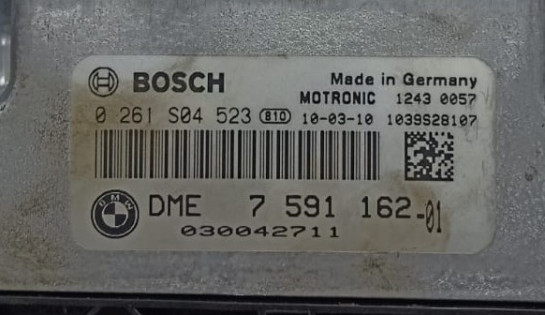 BOSCH
Made in Germany
MOTRONIC 1243 0057
0 261 S04 523 810 10-03-10 1039S28107
BMW
DME 7 591 162-01
030042711